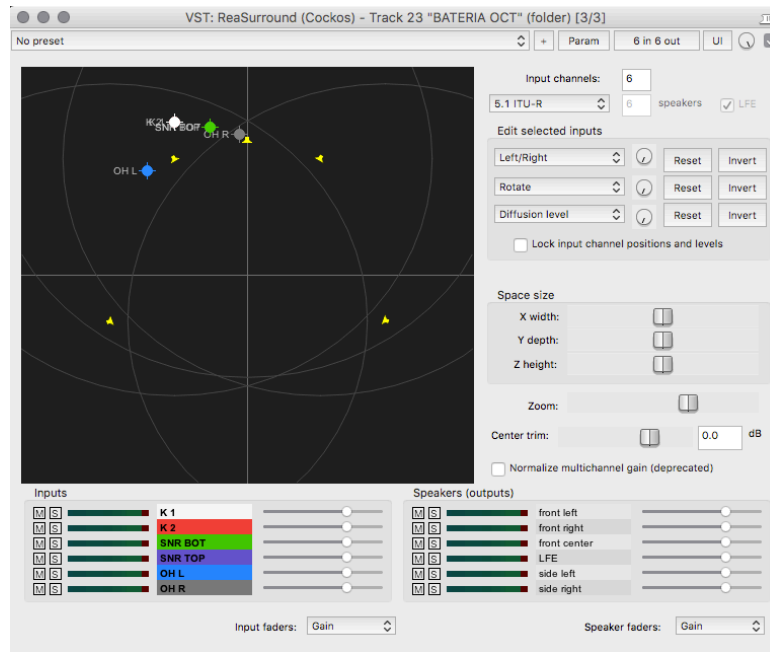 VST: ReaSurround (Cockos) - Track 23 "BATERIA OCT" (folder) [3/3]
No preset + Param 6 in 6 out UI
Input channels: 6
5.1 ITU-R 6 speakers LFE
Edit selected inputs
Left/Right Reset Invert
Rotate Reset Invert
Diffusion level Reset Invert
Lock input channel positions and levels
OH R
OH L
Space size
X width:
Y depth:
Z height:
Zoom:
Center trim: 0.0 dB
Normalize multichannel gain (deprecated)
Inputs
M S K 1
M S K 2
M S SNR BOT
M S SNR TOP
M S OH L
M S OH R
Input faders: Gain
Speakers (outputs)
M S front left
M S front right
M S front center
M S LFE
M S side left
M S side right
Speaker faders: Gain